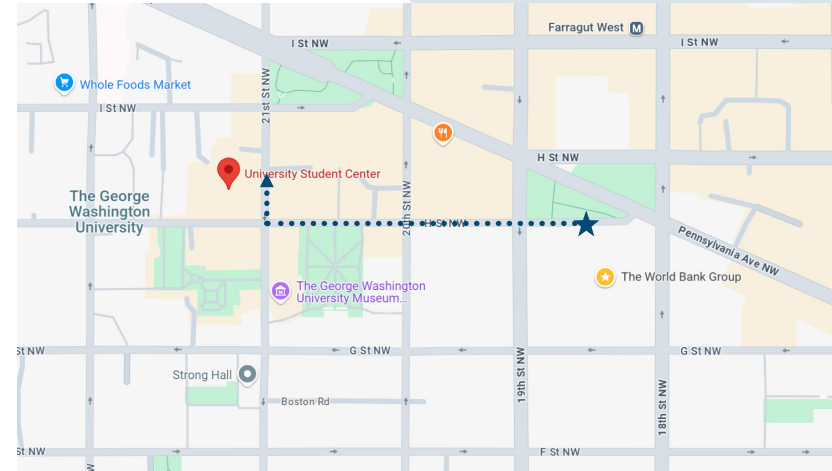 Farragut West M
I St NW
I St NW
Whole Foods Market
I St NW
21st St NW
H St NW
University Student Center
The George
Washington
University
20th St NW
H St NW
Pennsylvania Ave NW
The World Bank Group
The George Washington
University Museum...
St NW
G St NW
G St NW
Strong Hall
19th St NW
18th St NW
Boston Rd
St NW
F St NW
W